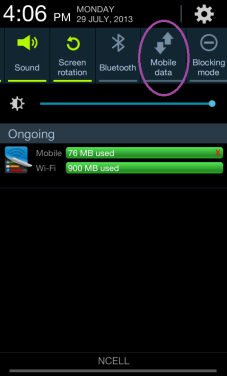 4:06 PM MONDAY
29 JULY, 2013
Sound
Screen rotation
Bluetooth
Mobile data
Blocking mode
Ongoing
Mobile 76 MB used X
Wi-Fi 900 MB used
NCELL